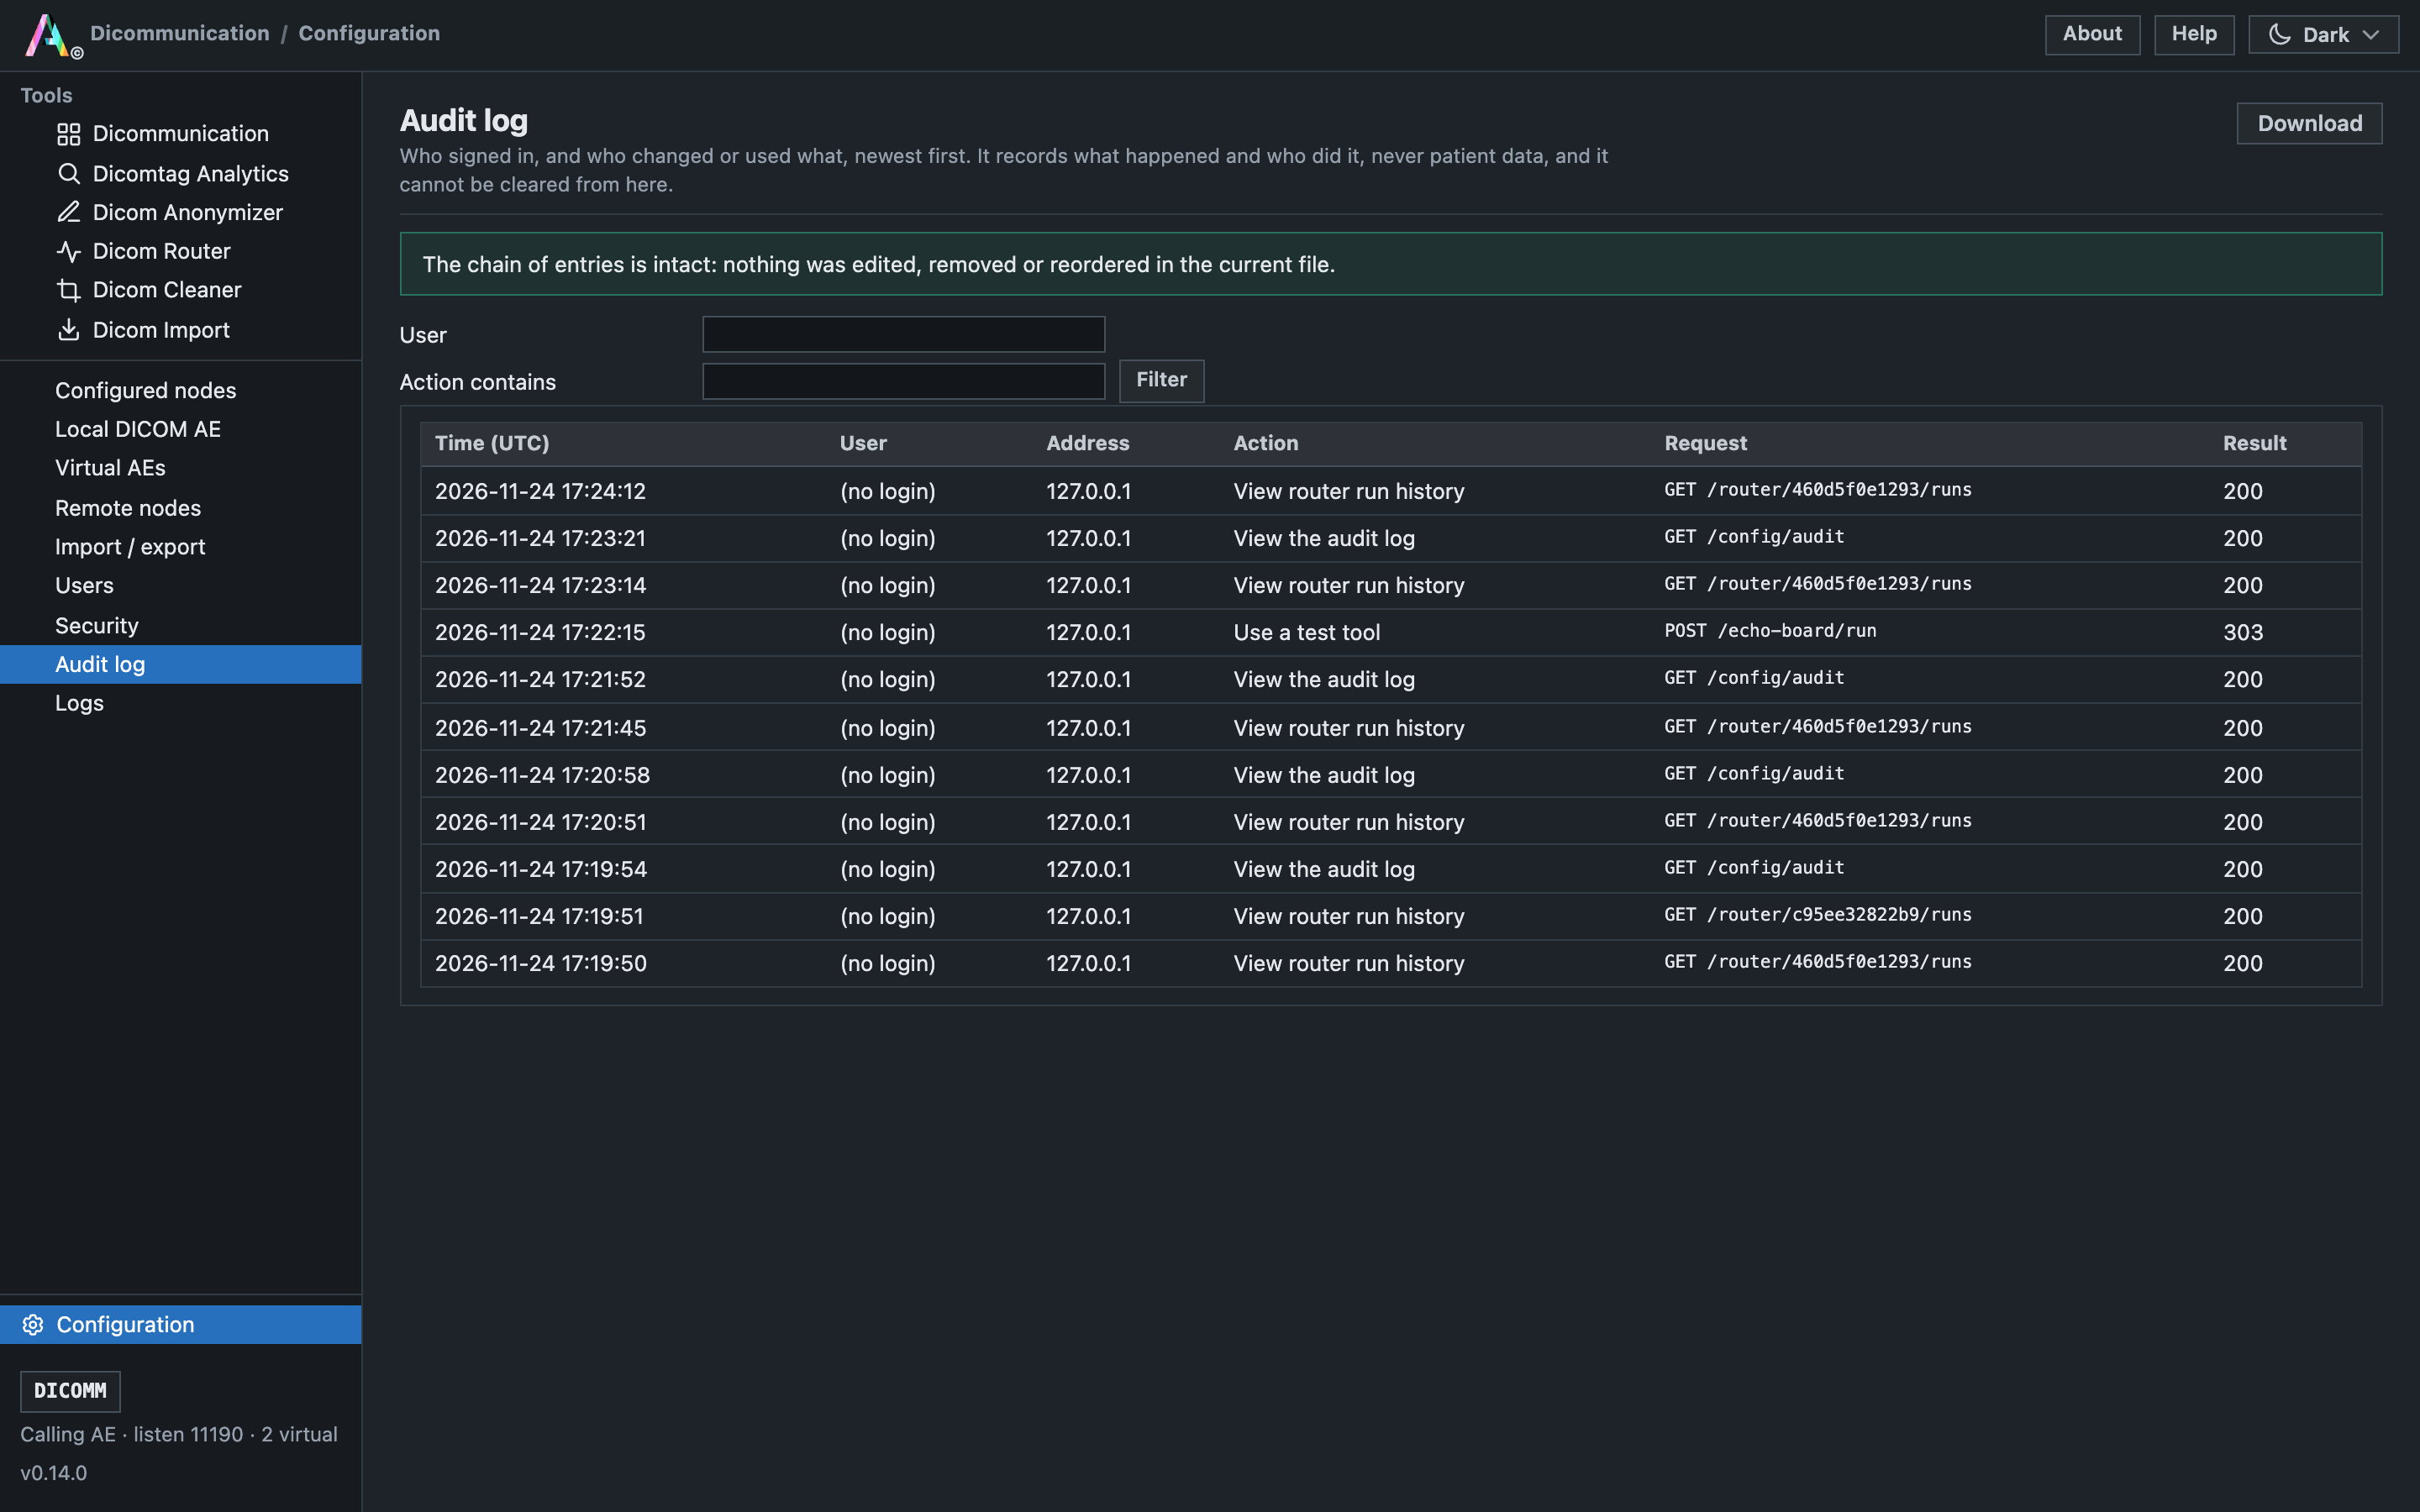 Dicommunication / Configuration
About
Help
Dark
Tools
Dicommunication
Dicomtag Analytics
Dicom Anonymizer
Dicom Router
Dicom Cleaner
Dicom Import
Configured nodes
Local DICOM AE
Virtual AEs
Remote nodes
Import / export
Users
Security
Audit log
Logs
Configuration
DICOMM
Calling AE · listen 11190 · 2 virtual
v0.14.0
Audit log
Download
Who signed in, and who changed or used what, newest first. It records what happened and who did it, never patient data, and it
cannot be cleared from here.
The chain of entries is intact: nothing was edited, removed or reordered in the current file.
User
Action contains
Filter
Time (UTC) User Address Action Request Result
2026-11-24 17:24:12 (no login) 127.0.0.1 View router run history GET /router/460d5f0e1293/runs 200
2026-11-24 17:23:21 (no login) 127.0.0.1 View the audit log GET /config/audit 200
2026-11-24 17:23:14 (no login) 127.0.0.1 View router run history GET /router/460d5f0e1293/runs 200
2026-11-24 17:22:15 (no login) 127.0.0.1 Use a test tool POST /echo-board/run 303
2026-11-24 17:21:52 (no login) 127.0.0.1 View the audit log GET /config/audit 200
2026-11-24 17:21:45 (no login) 127.0.0.1 View router run history GET /router/460d5f0e1293/runs 200
2026-11-24 17:20:58 (no login) 127.0.0.1 View the audit log GET /config/audit 200
2026-11-24 17:20:51 (no login) 127.0.0.1 View router run history GET /router/460d5f0e1293/runs 200
2026-11-24 17:19:54 (no login) 127.0.0.1 View the audit log GET /config/audit 200
2026-11-24 17:19:51 (no login) 127.0.0.1 View router run history GET /router/c95ee32822b9/runs 200
2026-11-24 17:19:50 (no login) 127.0.0.1 View router run history GET /router/460d5f0e1293/runs 200